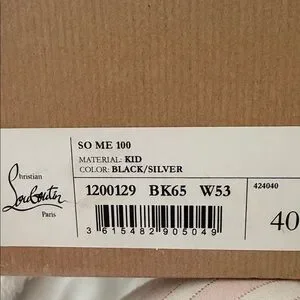 SO ME 100
MATERIAL: KID
COLOR: BLACK/SILVER
Christian
Louboutin
Paris
1200129 BK65 W53
424040
40
3 615482 905049